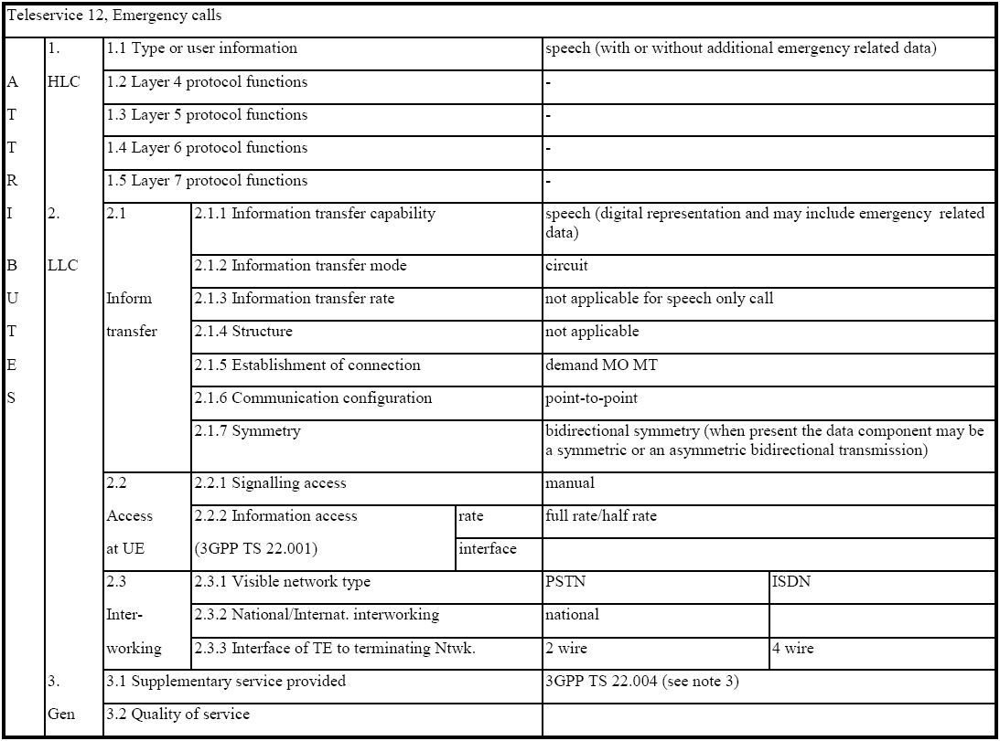 Teleservice 12, Emergency calls
A
T
T
R
I
B
U
T
E
S
1.
HLC
1.1 Type or user information
speech (with or without additional emergency related data)
1.2 Layer 4 protocol functions
-
1.3 Layer 5 protocol functions
-
1.4 Layer 6 protocol functions
-
1.5 Layer 7 protocol functions
-
2.
LLC
2.1
Inform
transfer
2.1.1 Information transfer capability
speech (digital representation and may include emergency related
data)
2.1.2 Information transfer mode
circuit
2.1.3 Information transfer rate
not applicable for speech only call
2.1.4 Structure
not applicable
2.1.5 Establishment of connection
demand MO MT
2.1.6 Communication configuration
point-to-point
2.1.7 Symmetry
bidirectional symmetry (when present the data component may be
a symmetric or an asymmetric bidirectional transmission)
2.2
Access
at UE
2.2.1 Signalling access
manual
2.2.2 Information access
(3GPP TS 22.001)
rate
full rate/half rate
interface
2.3
Inter-
working
2.3.1 Visible network type
PSTN
ISDN
2.3.2 National/Internat. interworking
national
2.3.3 Interface of TE to terminating Ntwk.
2 wire
4 wire
3.
Gen
3.1 Supplementary service provided
3GPP TS 22.004 (see note 3)
3.2 Quality of service